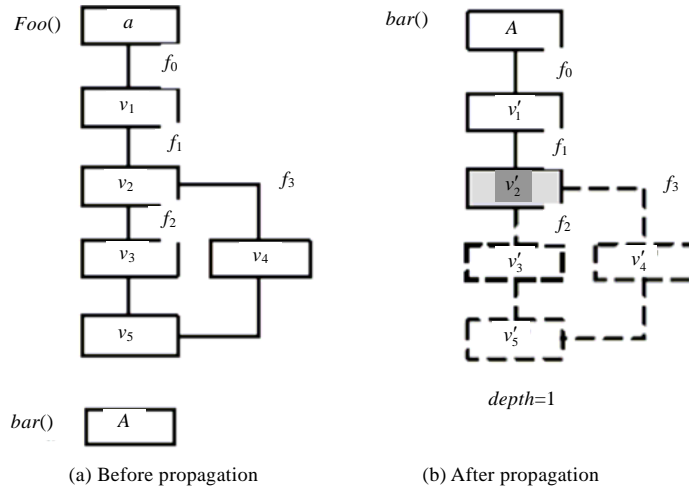 Foo()
a
f0
v1
f1
v2
f3
f2
v3
v4
v5
bar()
A
(a) Before propagation
bar()
A
f0
v′1
f1
v′2
f3
f2
v′3
v′4
v′5
depth=1
(b) After propagation